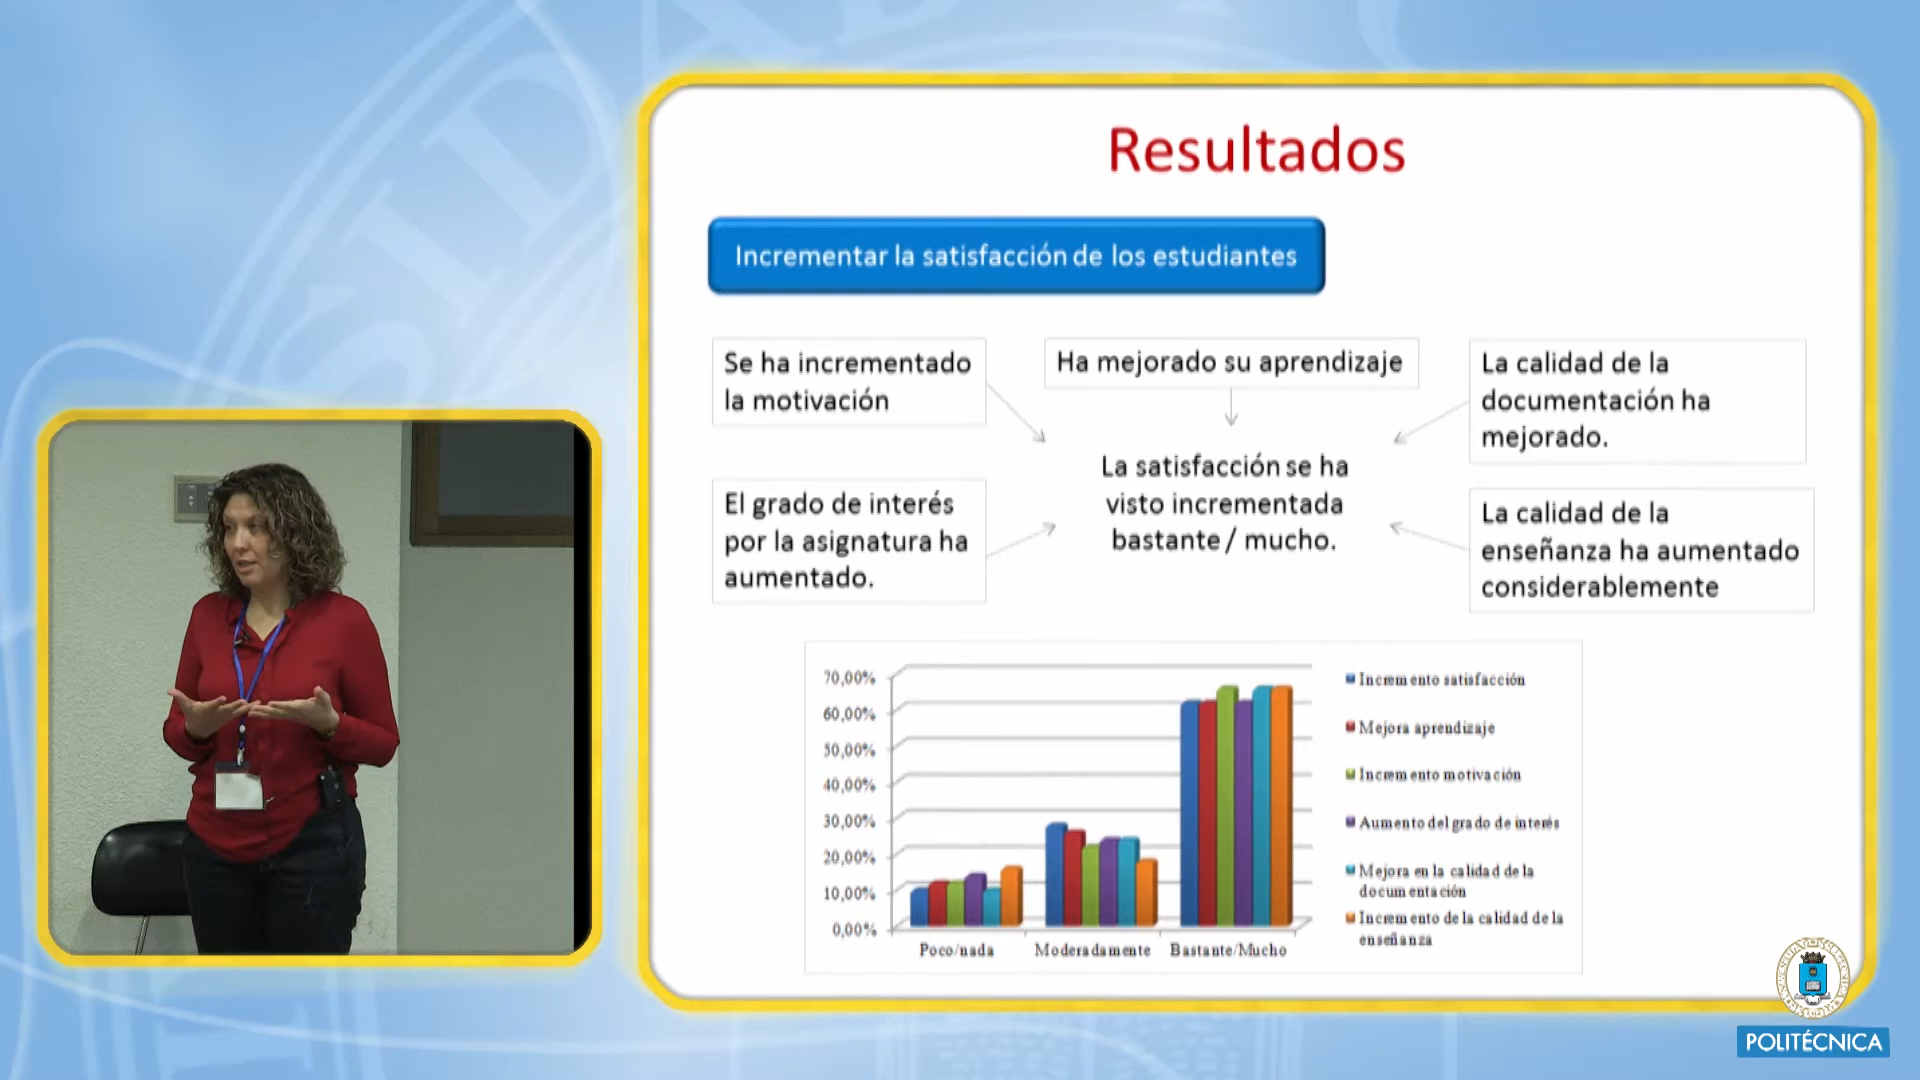 Resultados
Incrementar la satisfacción de los estudiantes
Se ha incrementado
la motivación
Ha mejorado su aprendizaje
La calidad de la
documentación ha
mejorado.
El grado de interés
por la asignatura ha
aumentado.
La satisfacción se ha
visto incrementada
bastante / mucho.
La calidad de la
enseñanza ha aumentado
considerablemente
70,00%
60,00%
50,00%
40,00%
30,00%
20,00%
10,00%
0,00%
Poco/nada
Moderadamente
Bastante/Mucho
Incremento satisfacción
Mejora aprendizaje
Incremento motivación
Aumento del grado de interés
Mejora en la calidad de la
documentación
Incremento de la calidad de la
enseñanza
POLITÉCNICA